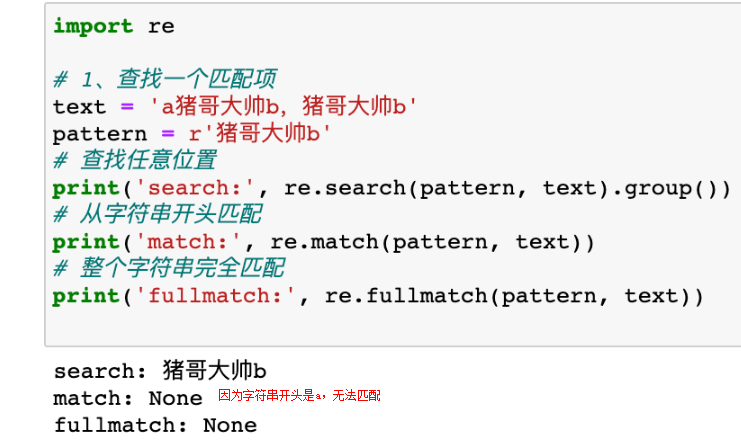 import re
# 1、查找一个匹配项
text = 'a猪哥大帅b，猪哥大帅b'
pattern = r'猪哥大帅b'
# 查找任意位置
print('search:', re.search(pattern, text).group())
# 从字符串开头匹配
print('match:', re.match(pattern, text))
# 整个字符串完全匹配
print('fullmatch:', re.fullmatch(pattern, text))
search: 猪哥大帅b
match: None 因为字符串开头是a，无法匹配
fullmatch: None